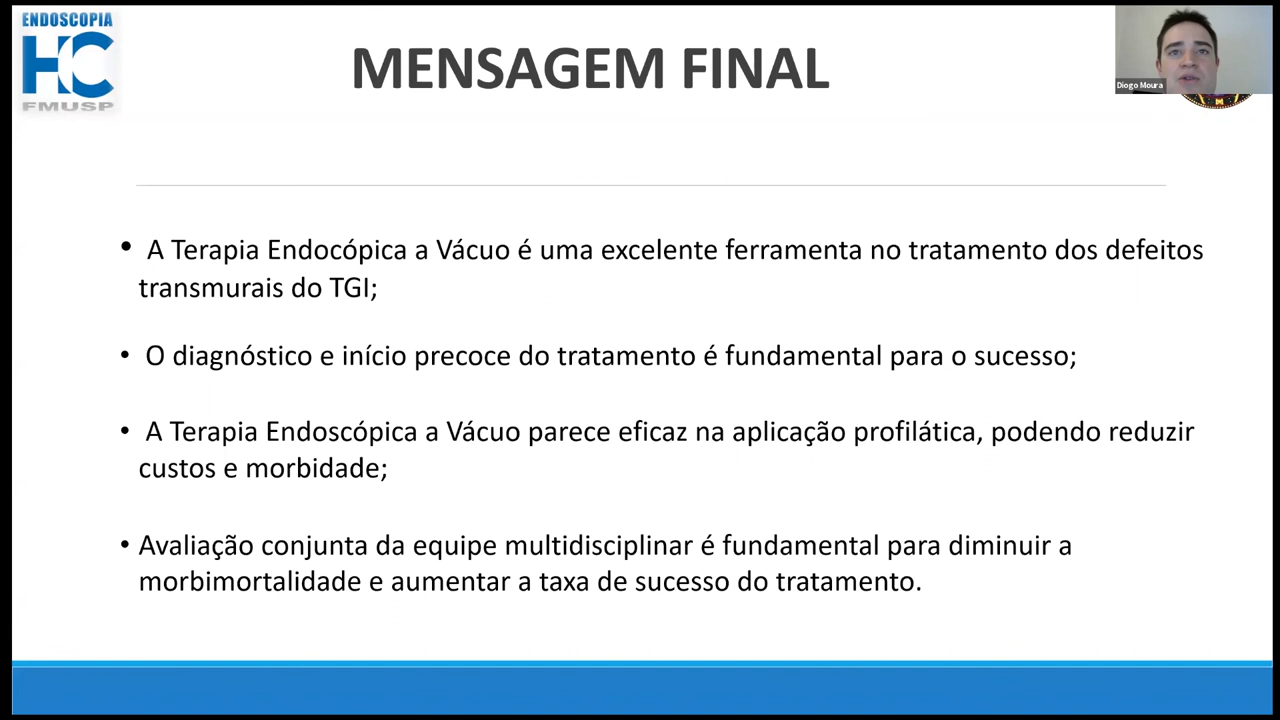 ENDOSCOPIA
HC
FMUSP
MENSAGEM FINAL
Diogo Moura
• A Terapia Endocópica a Vácuo é uma excelente ferramenta no tratamento dos defeitos
transmurais do TGI;
• O diagnóstico e início precoce do tratamento é fundamental para o sucesso;
• A Terapia Endoscópica a Vácuo parece eficaz na aplicação profilática, podendo reduzir
custos e morbidade;
• Avaliação conjunta da equipe multidisciplinar é fundamental para diminuir a
morbimortalidade e aumentar a taxa de sucesso do tratamento.